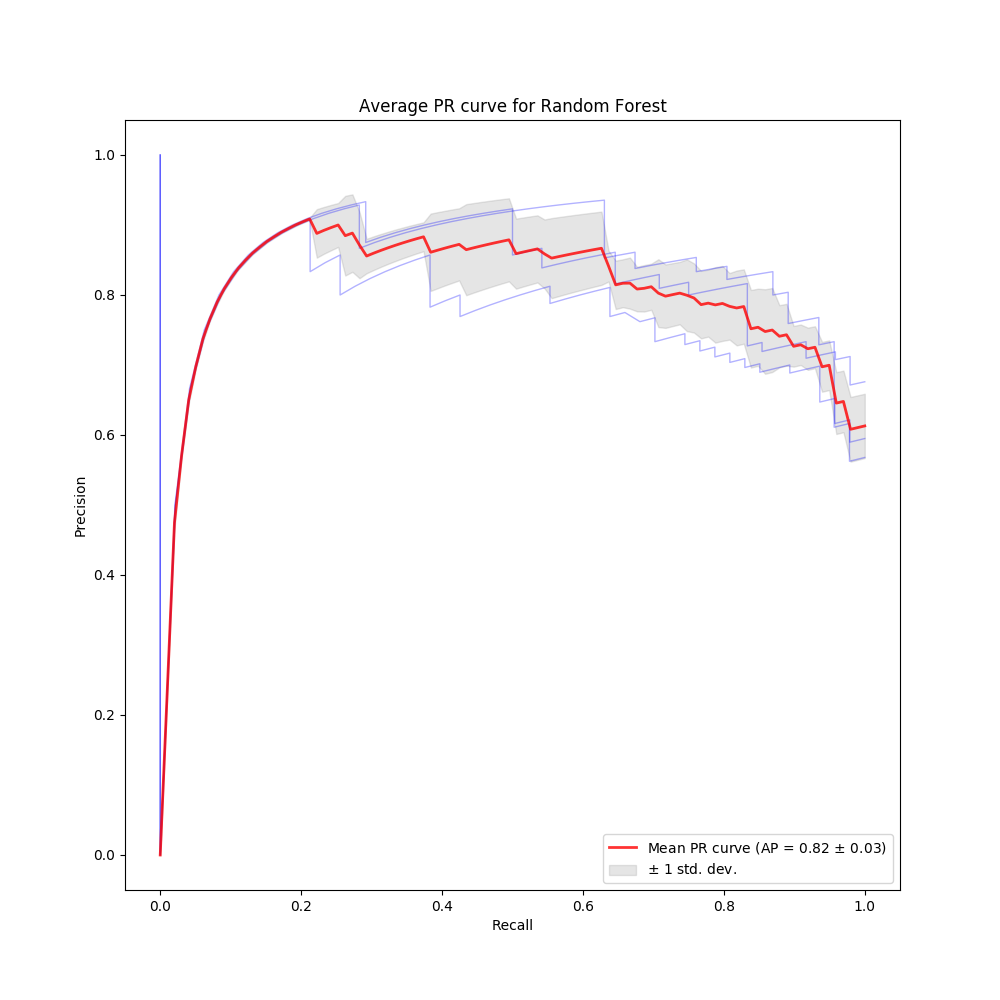 Average PR curve for Random Forest
1.0
0.8
0.6
0.4
0.2
0.0
Precision
Mean PR curve (AP = 0.82 ± 0.03)
± 1 std. dev.
0.0 0.2 0.4 0.6 0.8 1.0
Recall